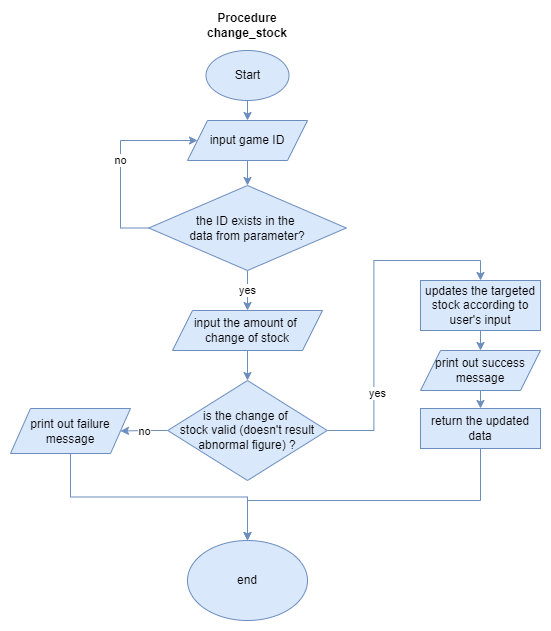 Procedure
change_stock
Start
input game ID
no
the ID exists in the
data from parameter?
yes
input the amount of
change of stock
is the change of
stock valid (doesn't result
abnormal figure) ?
no
print out failure
message
yes
updates the targeted
stock according to
user's input
print out success
message
return the updated
data
end